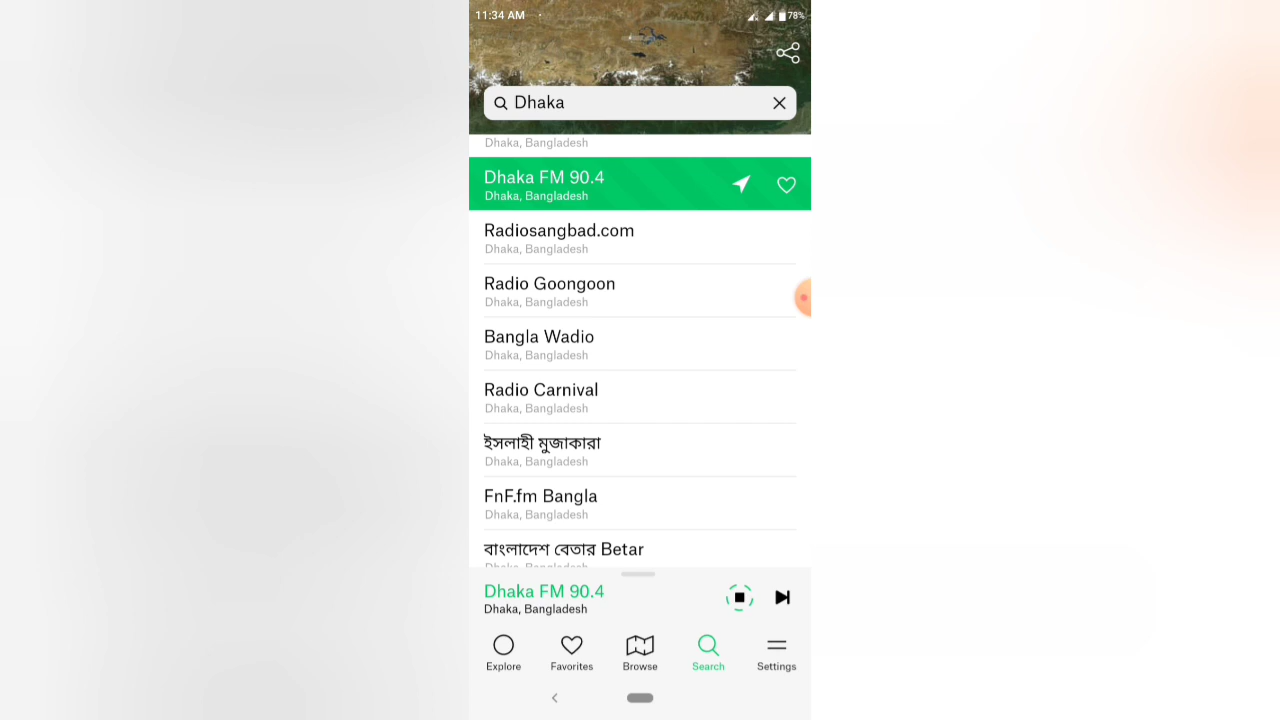 11:34 AM
78%
Dhaka
Dhaka, Bangladesh
Dhaka FM 90.4
Dhaka, Bangladesh
Radiosangbad.com
Dhaka, Bangladesh
Radio Goongoon
Dhaka, Bangladesh
Bangla Wadio
Dhaka, Bangladesh
Radio Carnival
Dhaka, Bangladesh
ইসলাহী মুজাকারা
Dhaka, Bangladesh
FnF.fm Bangla
Dhaka, Bangladesh
বাংলাদেশ বেতার Betar
Dhaka, Bangladesh
Dhaka FM 90.4
Dhaka, Bangladesh
Explore Favorites Browse Search Settings